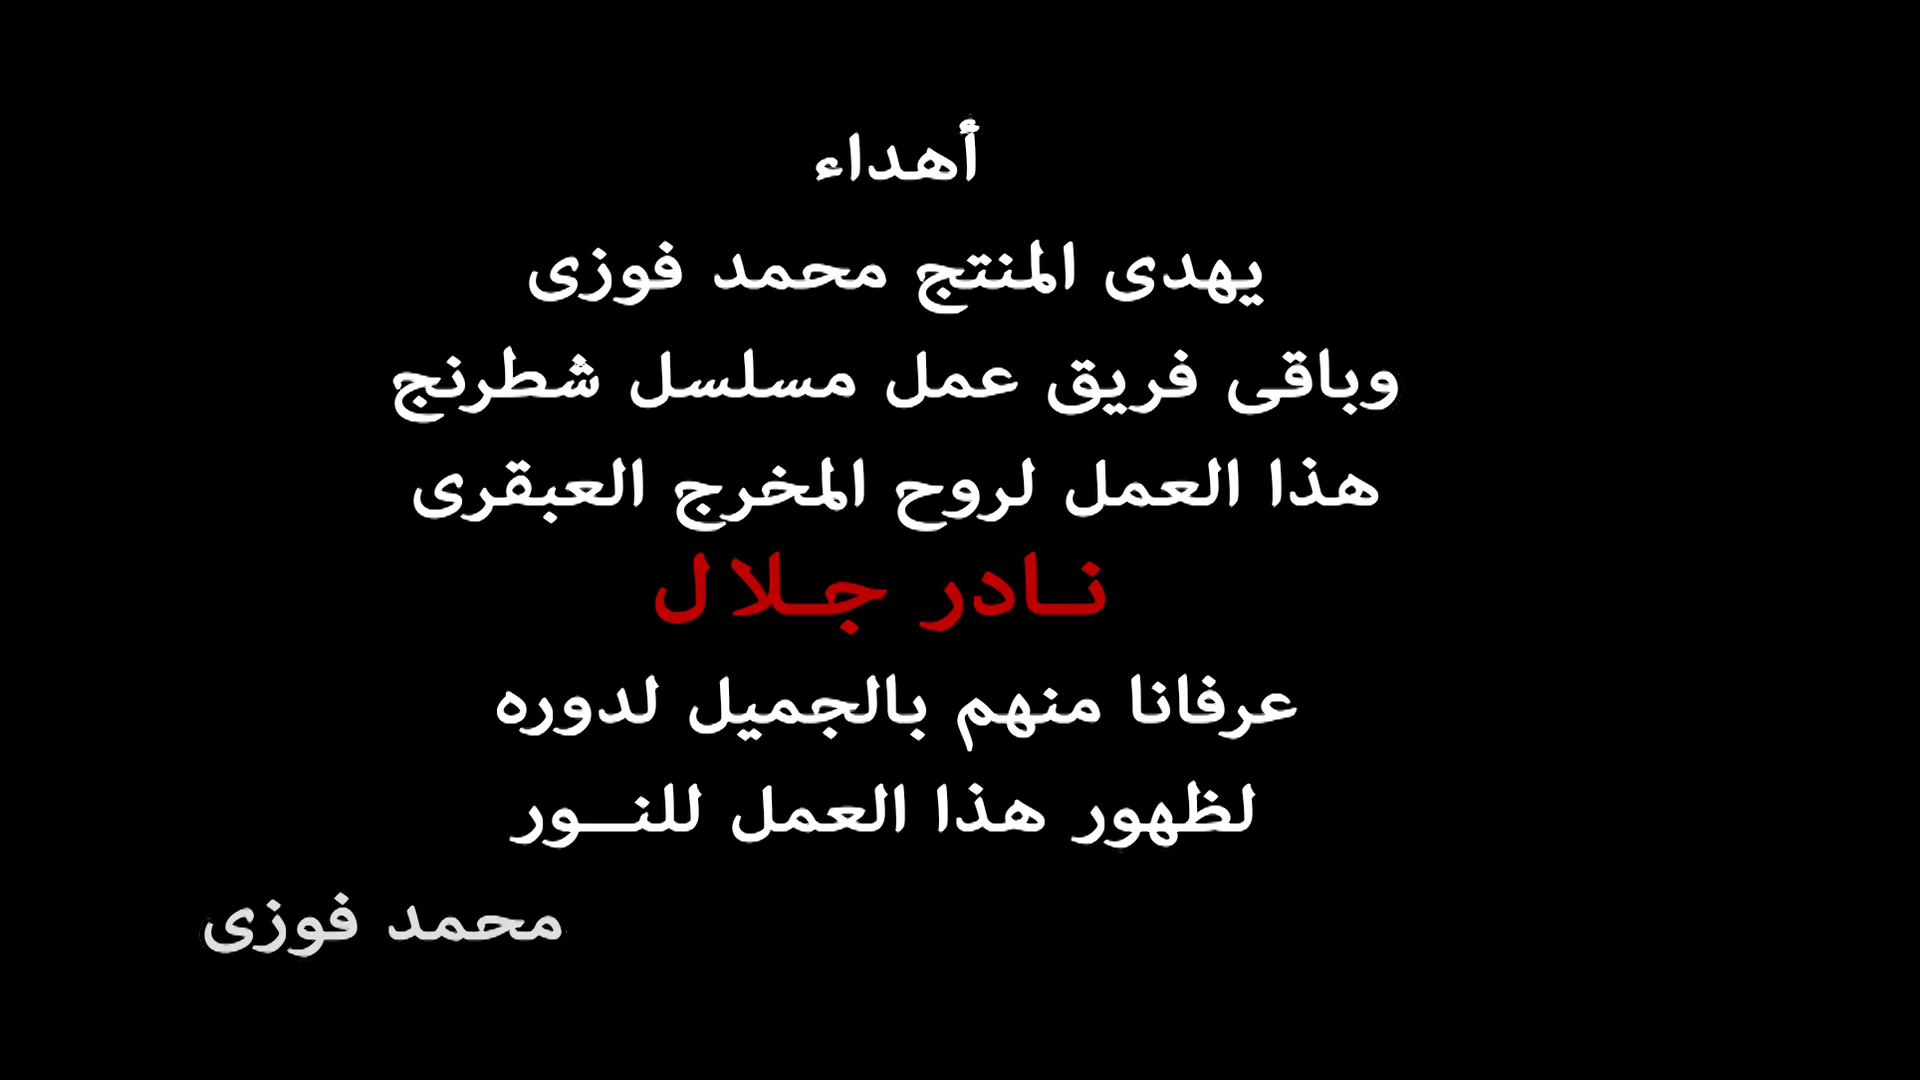 أهداء
يهدى المنتج محمد فوزى
وباقى فريق عمل مسلسل شطرنج
هذا العمل لروح المخرج العبقرى
نـادر جـلال
عرفانا منهم بالجميل لدوره
لظهور هذا العمل للنـــور
محمد فوزى